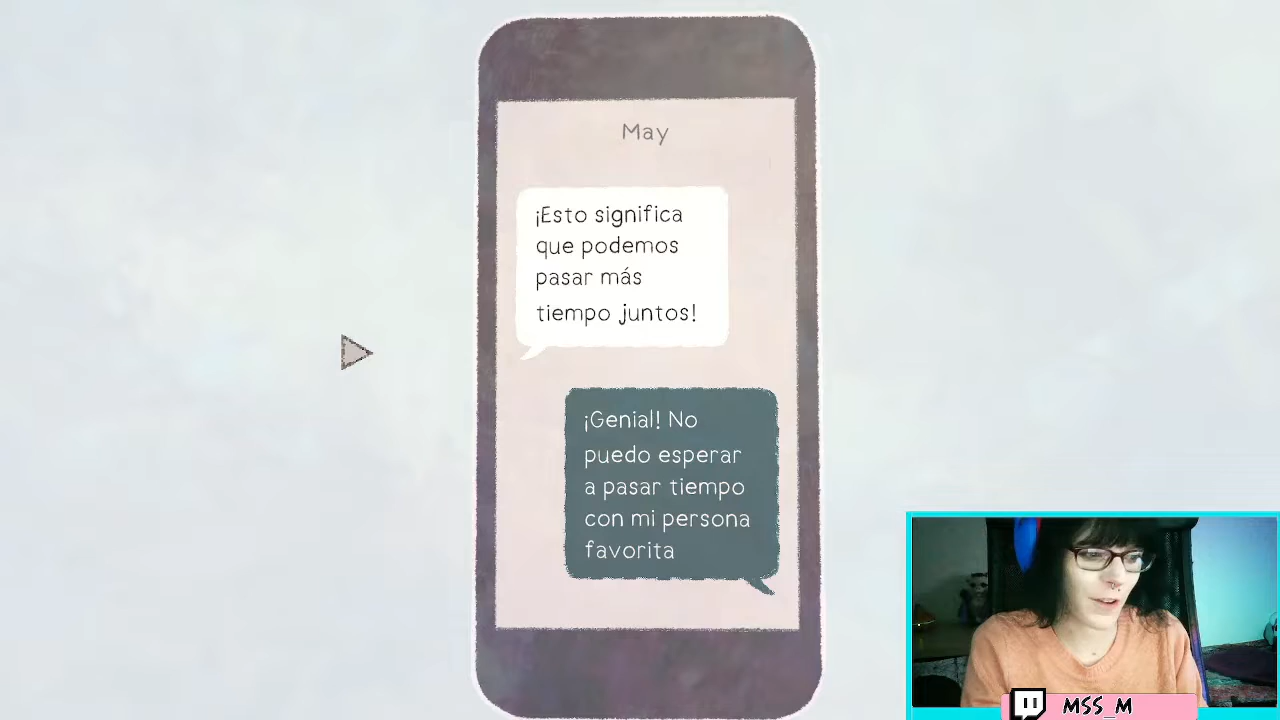 May
¡Esto significa
que podemos
pasar más
tiempo juntos!
¡Genial! No
puedo esperar
a pasar tiempo
con mi persona
favorita
MSS_M